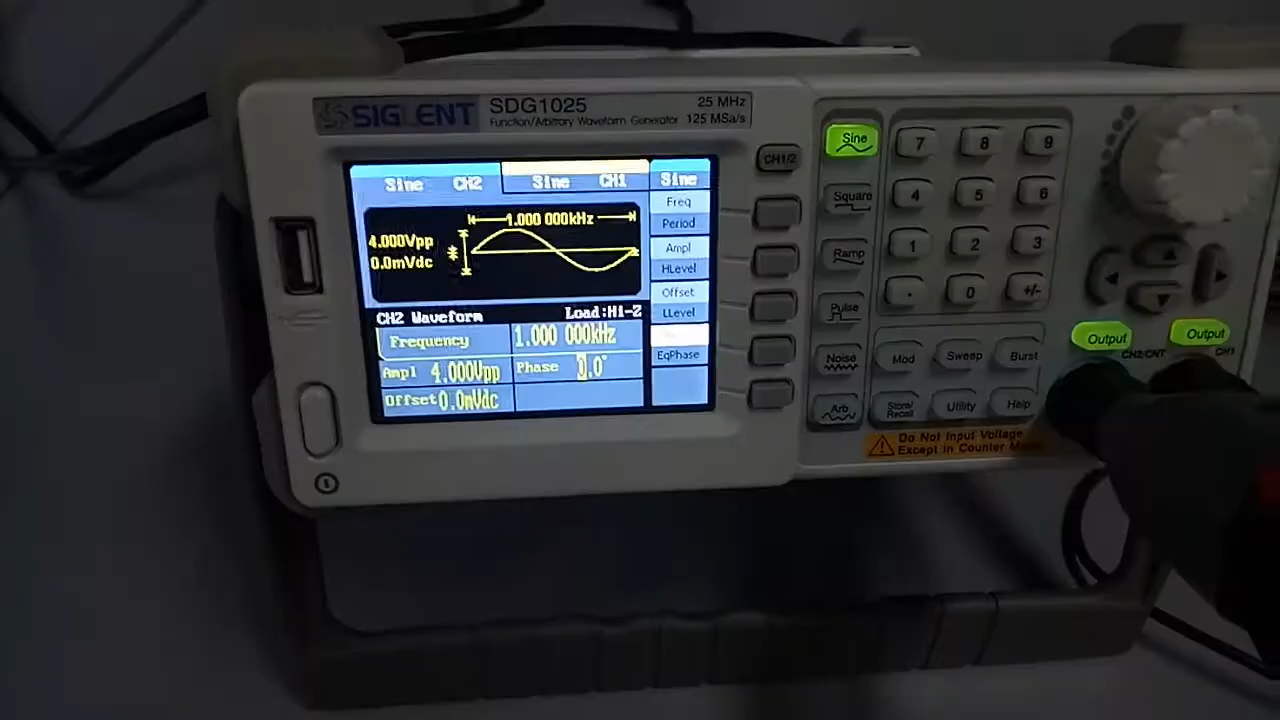 SIGLENT SDG1025 25 MHz
Function/Arbitrary Waveform Generator 125 MSa/s
Sine CH2 Sine CH1 Sine
Freq
Period
Ampl
HLevel
Offset
LLevel
EqPhase
1.000 000kHz
4.000Vpp
0.0mVdc
CH2 Waveform Load:Hi-Z
Frequency 1.000 000kHz
Ampl 4.000Vpp Phase 0.0°
Offset 0.0mVdc
CH1/2
Sine
Square
Ramp
Pulse
Noise
Arb
7 8 9
4 5 6
1 2 3
. 0 +/-
Mod Sweep Burst
Store/
Recall Utility Help
Output Output
CH2/CNT CH1
Do Not Input Voltage
Except in Counter